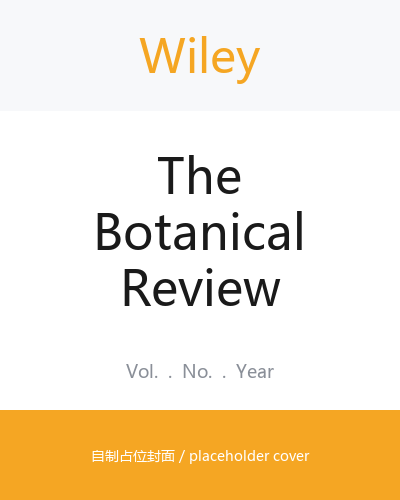 Wiley
The
Botanical
Review
Vol. . No. . Year
自制占位封面 / placeholder cover